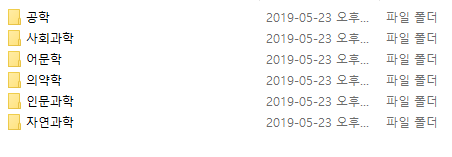 공학 2019-05-23 오후... 파일 폴더
사회과학 2019-05-23 오후... 파일 폴더
어문학 2019-05-23 오후... 파일 폴더
의약학 2019-05-23 오후... 파일 폴더
인문과학 2019-05-23 오후... 파일 폴더
자연과학 2019-05-23 오후... 파일 폴더